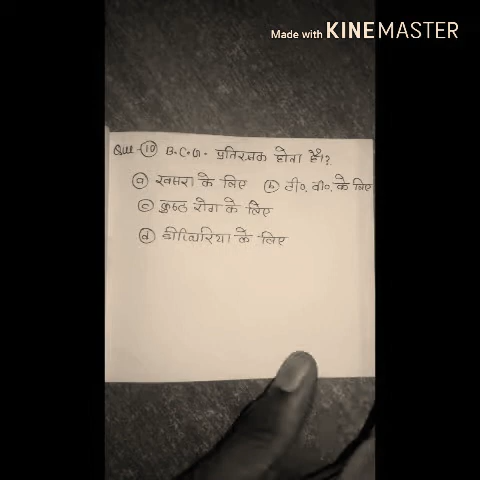 Made with KINEMASTER
Que-10 B.C.G. प्रतिरक्षक होता है?
a खसरा के लिए b टी०. बी०. के लिए
c कुष्ठ रोग के लिए
d डीप्थिरिया के लिए